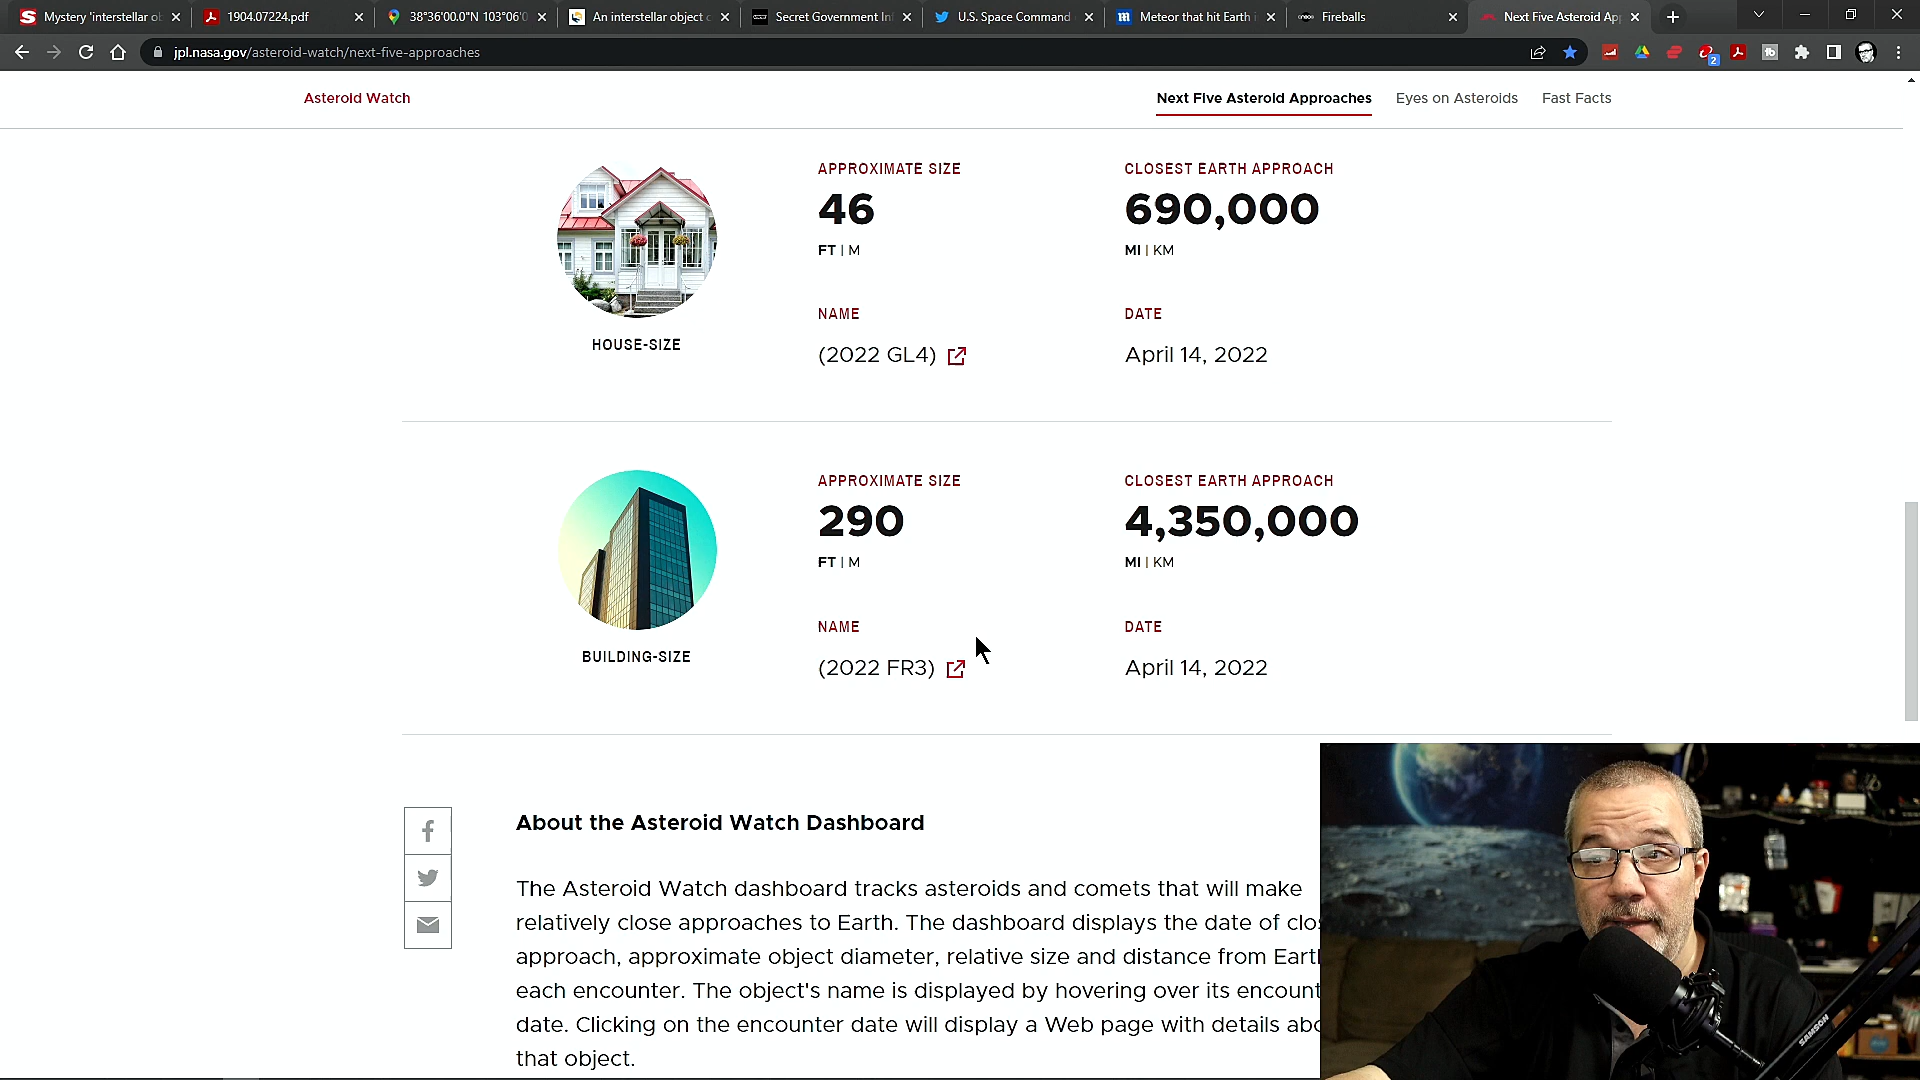 Mystery 'interstellar ob
1904.07224.pdf
38°36'00.0"N 103°06'0
An interstellar object c
Secret Government In
U.S. Space Command
Meteor that hit Earth i
Fireballs
Next Five Asteroid Ap
jpl.nasa.gov/asteroid-watch/next-five-approaches
2
Asteroid Watch
Next Five Asteroid Approaches
Eyes on Asteroids
Fast Facts
APPROXIMATE SIZE
46
FT | M
CLOSEST EARTH APPROACH
690,000
MI | KM
HOUSE-SIZE
NAME
(2022 GL4)
DATE
April 14, 2022
APPROXIMATE SIZE
290
FT | M
CLOSEST EARTH APPROACH
4,350,000
MI | KM
BUILDING-SIZE
NAME
(2022 FR3)
DATE
April 14, 2022
About the Asteroid Watch Dashboard
The Asteroid Watch dashboard tracks asteroids and comets that will make
relatively close approaches to Earth. The dashboard displays the date of clo
approach, approximate object diameter, relative size and distance from Eart
each encounter. The object's name is displayed by hovering over its encount
date. Clicking on the encounter date will display a Web page with details abo
that object.
SAMSON